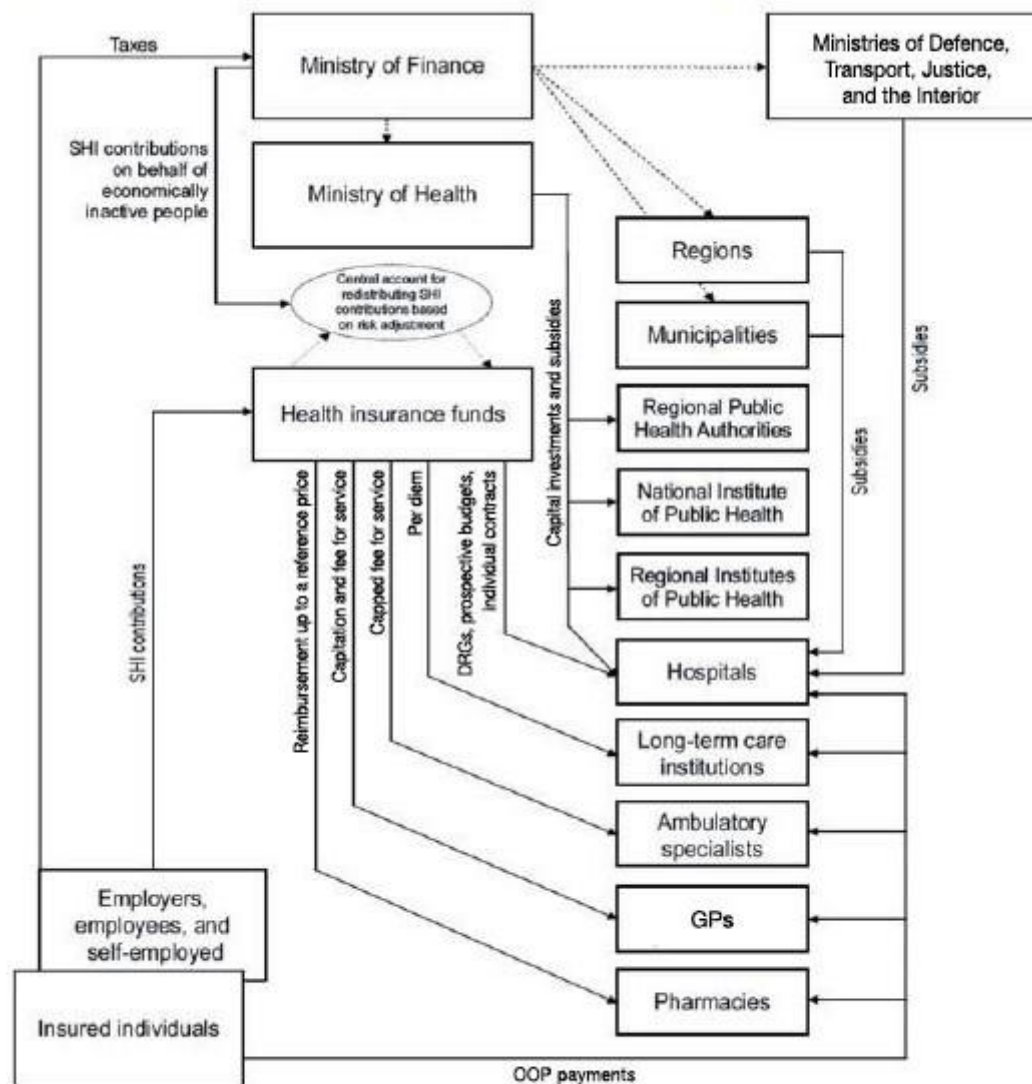 Taxes
Ministry of Finance
Ministries of Defence,
Transport, Justice,
and the Interior
SHI contributions
on behalf of
economically
inactive people
Ministry of Health
Regions
Central account for
redistributing SHI
contributions based
on risk adjustment
Municipalities
Health insurance funds
Regional Public
Health Authorities
National Institute
of Public Health
Regional Institutes
of Public Health
Capital investments and subsidies
Subsidies
Subsidies
SHI contributions
Reimbursement up to a reference price
Capitation and fee for service
Capped fee for service
Per diem
DRGs, prospective budgets,
individual contracts
Hospitals
Long-term care
institutions
Ambulatory
specialists
GPs
Pharmacies
Employers,
employees, and
self-employed
Insured individuals
OOP payments